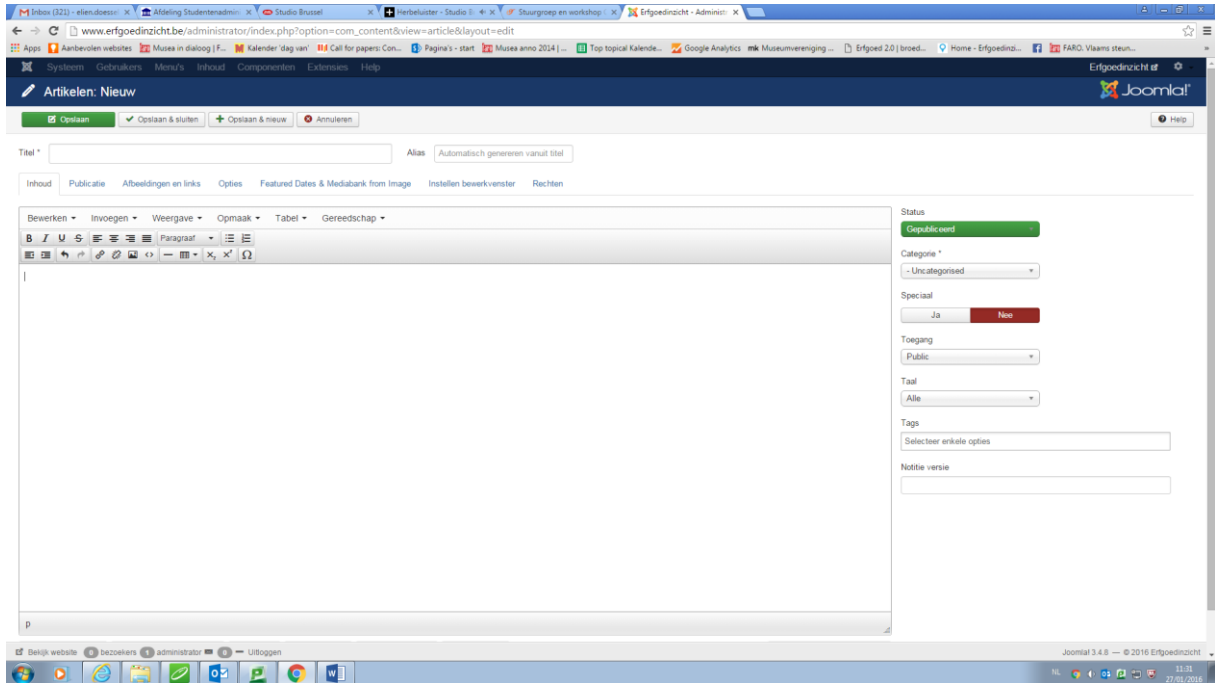 Inbox (321) - elien.doesse
Afdeling Studentenadmini
Studio Brussel
Herbeluister - Studio B
Stuurgroep en workshop
Erfgoedinzicht - Administr
www.erfgoedinzicht.be/administrator/index.php?option=com_content&view=article&layout=edit
Apps
Aanbevolen websites
Musea in dialoog | F...
Kalender 'dag van'
Call for papers: Con...
Pagina's - start
Musea anno 2014 | ...
Top topical Kalende...
Google Analytics
mk Museumvereniging ...
Erfgoed 2.0 | broed...
Home - Erfgoedinzi...
FARO. Vlaams steun...
Systeem Gebruikers Menu's Inhoud Componenten Extensies Help
Erfgoedinzicht
Artikelen: Nieuw
Joomla!
Opslaan
Opslaan & sluiten
Opslaan & nieuw
Annuleren
Help
Titel *
Alias
Automatisch genereren vanuit titel
Inhoud Publicatie Afbeeldingen en links Opties Featured Dates & Mediabank from Image Instellen bewerkvenster Rechten
Bewerken Invoegen Weergave Opmaak Tabel Gereedschap
B I U S Paragraaf
x, x' Ω
Status
Gepubliceerd
Categorie *
- Uncategorised
Speciaal
Ja Nee
Toegang
Public
Taal
Alle
Tags
Selecteer enkele opties
Notitie versie
p
Bekijk website 0 bezoekers 1 administrator 0 Uitloggen
Joomla! 3.4.8 — © 2016 Erfgoedinzicht
NL
11:31
27/01/2016